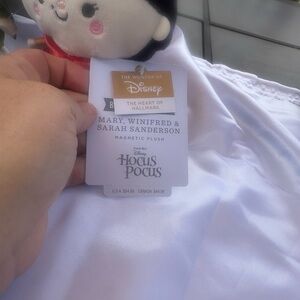 THE WONDER OF
Disney
THE HEART OF
HALLMARK
MARY, WINIFRED &
SARAH SANDERSON
MAGNETIC PLUSH
Disney
HOCUS
POCUS